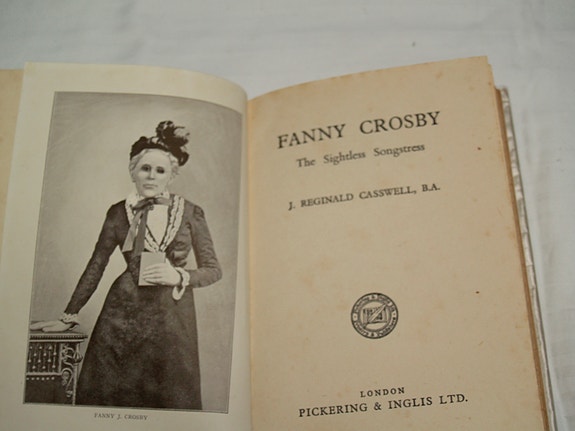 FANNY J. CROSBY
FANNY CROSBY
The Sightless Songstress
J. REGINALD CASSWELL, B.A.
LONDON
PICKERING & INGLIS LTD.